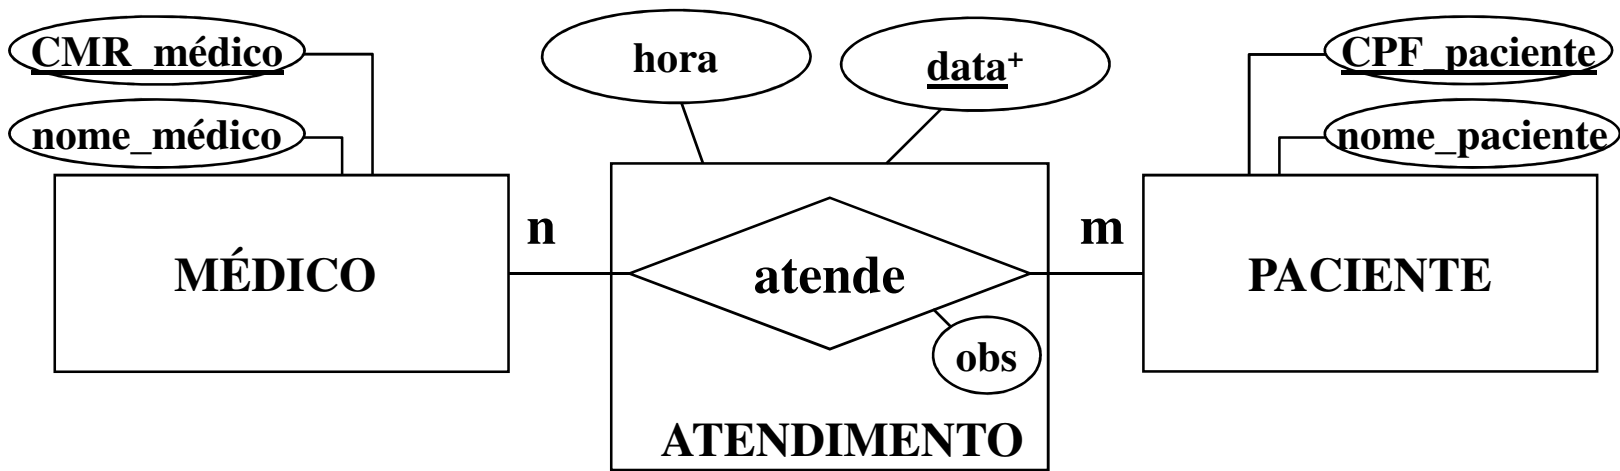 CMR_médico
hora
data+
CPF_paciente
nome_médico
nome_paciente
n
m
MÉDICO
atende
PACIENTE
obs
ATENDIMENTO